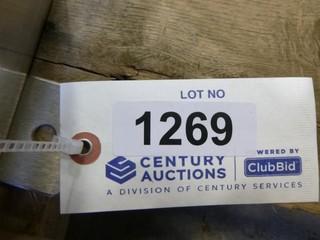 LOT NO
1269
CENTURY AUCTIONS
WERED BY
ClubBid
A DIVISION OF CENTURY SERVICES